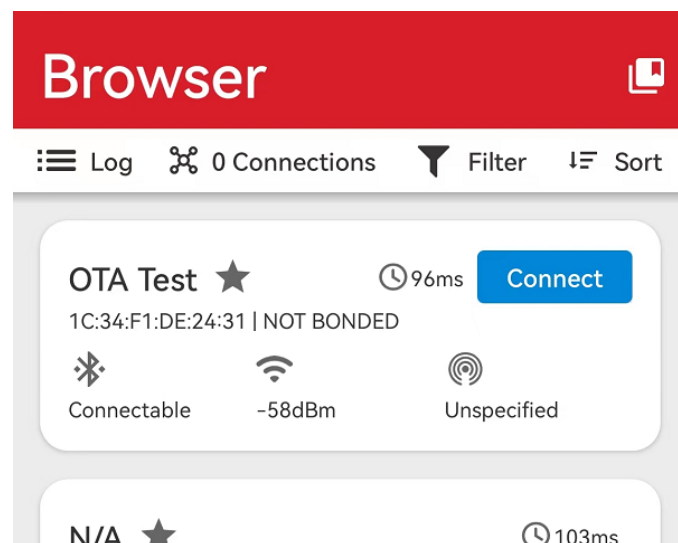 Browser
Log 0 Connections Filter Sort
OTA Test 96ms Connect
1C:34:F1:DE:24:31 | NOT BONDED
Connectable -58dBm Unspecified
N/A 103ms